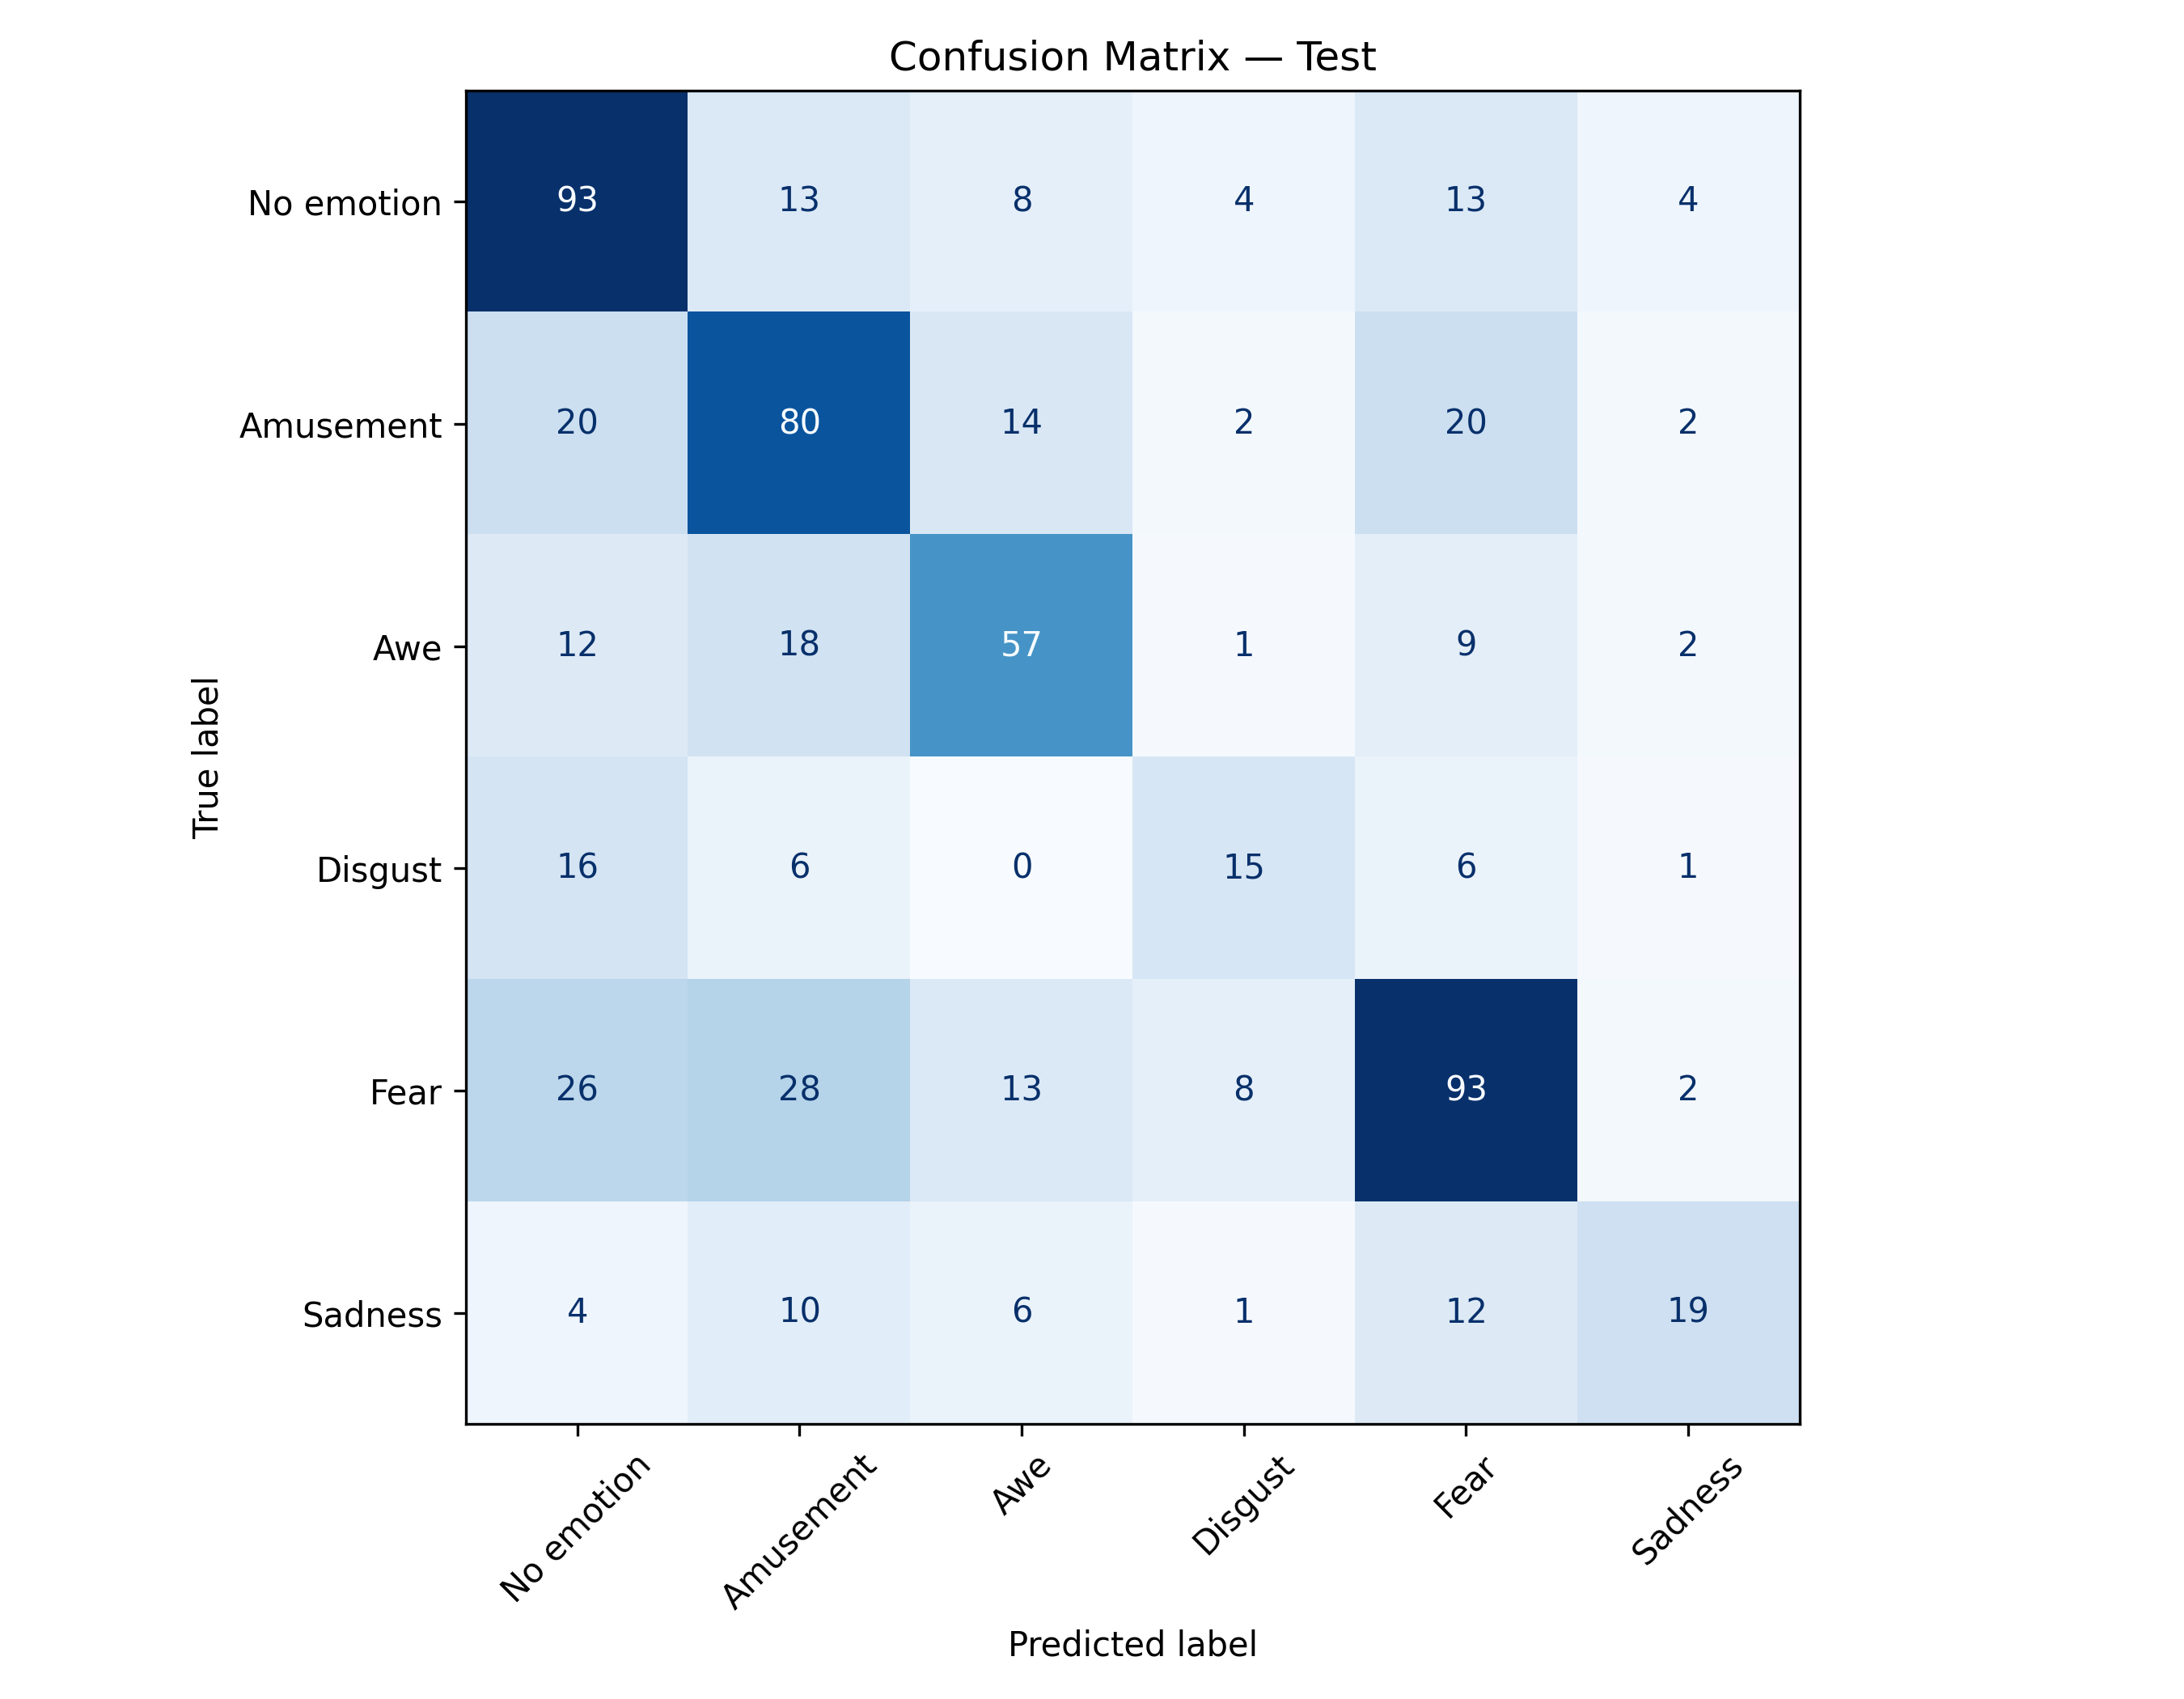 Confusion Matrix — Test
No emotion 93 13 8 4 13 4
Amusement 20 80 14 2 20 2
Awe 12 18 57 1 9 2
Disgust 16 6 0 15 6 1
Fear 26 28 13 8 93 2
Sadness 4 10 6 1 12 19
True label
No emotion Amusement Awe Disgust Fear Sadness
Predicted label